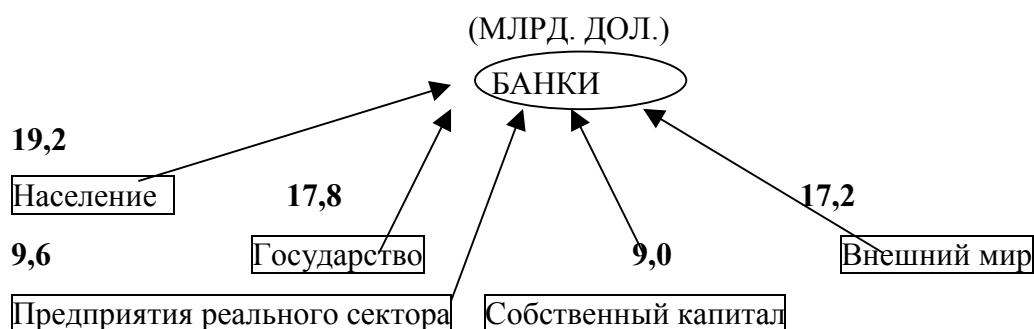 (МЛРД. ДОЛ.)
БАНКИ
19,2
Население 17,8 17,2
9,6 Государство 9,0 Внешний мир
Предприятия реального сектора Собственный капитал